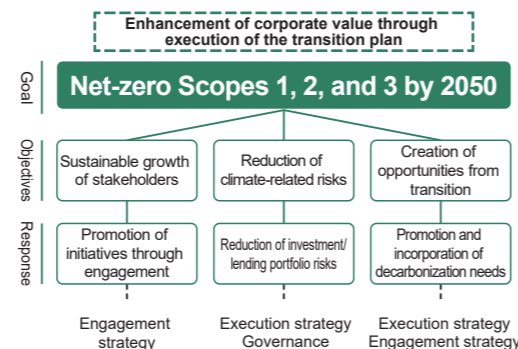 Enhancement of corporate value through
execution of the transition plan
Goal
Net-zero Scopes 1, 2, and 3 by 2050
Objectives
Sustainable growth
of stakeholders
Reduction of
climate-related risks
Creation of
opportunities from
transition
Response
Promotion of
initiatives through
engagement
Reduction of investment/
lending portfolio risks
Promotion and
incorporation of
decarbonization needs
Engagement
strategy
Execution strategy
Governance
Execution strategy
Engagement strategy